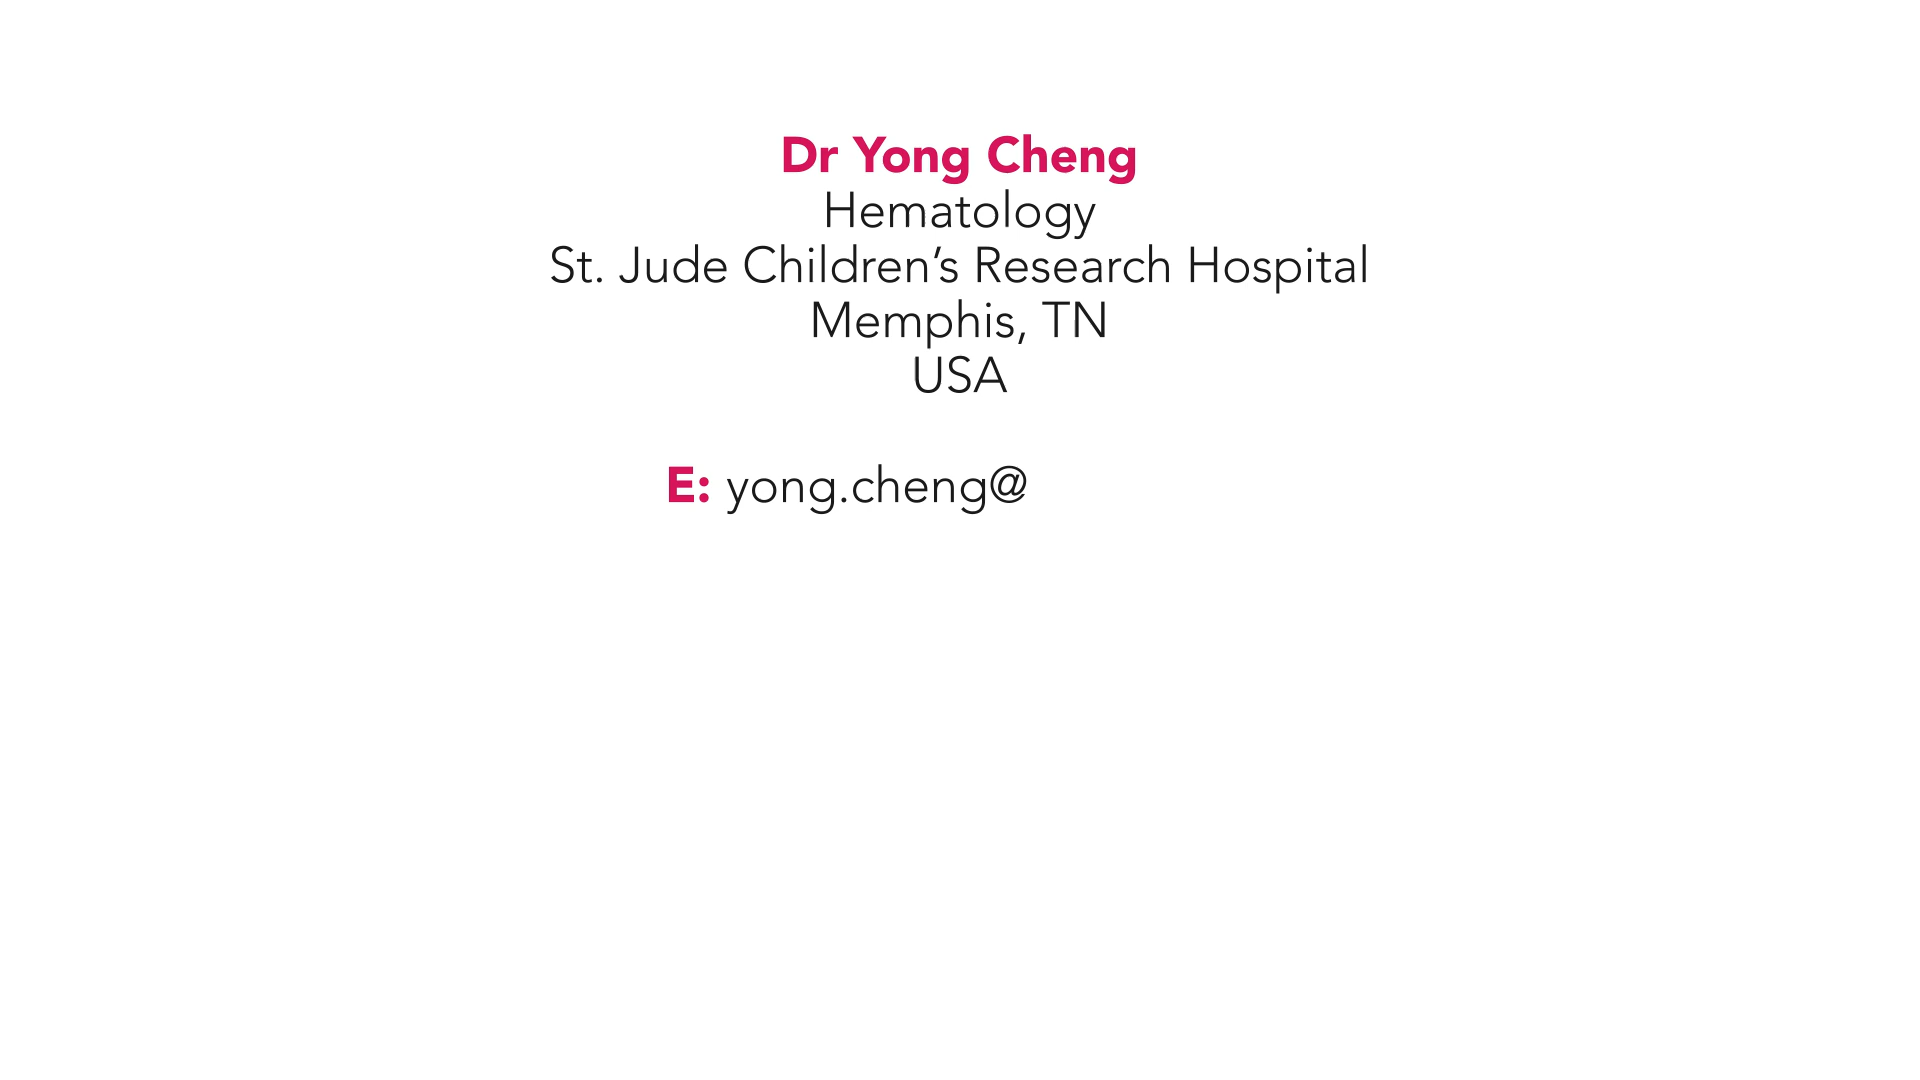 Dr Yong Cheng
Hematology
St. Jude Children’s Research Hospital
Memphis, TN
USA
E: yong.cheng@